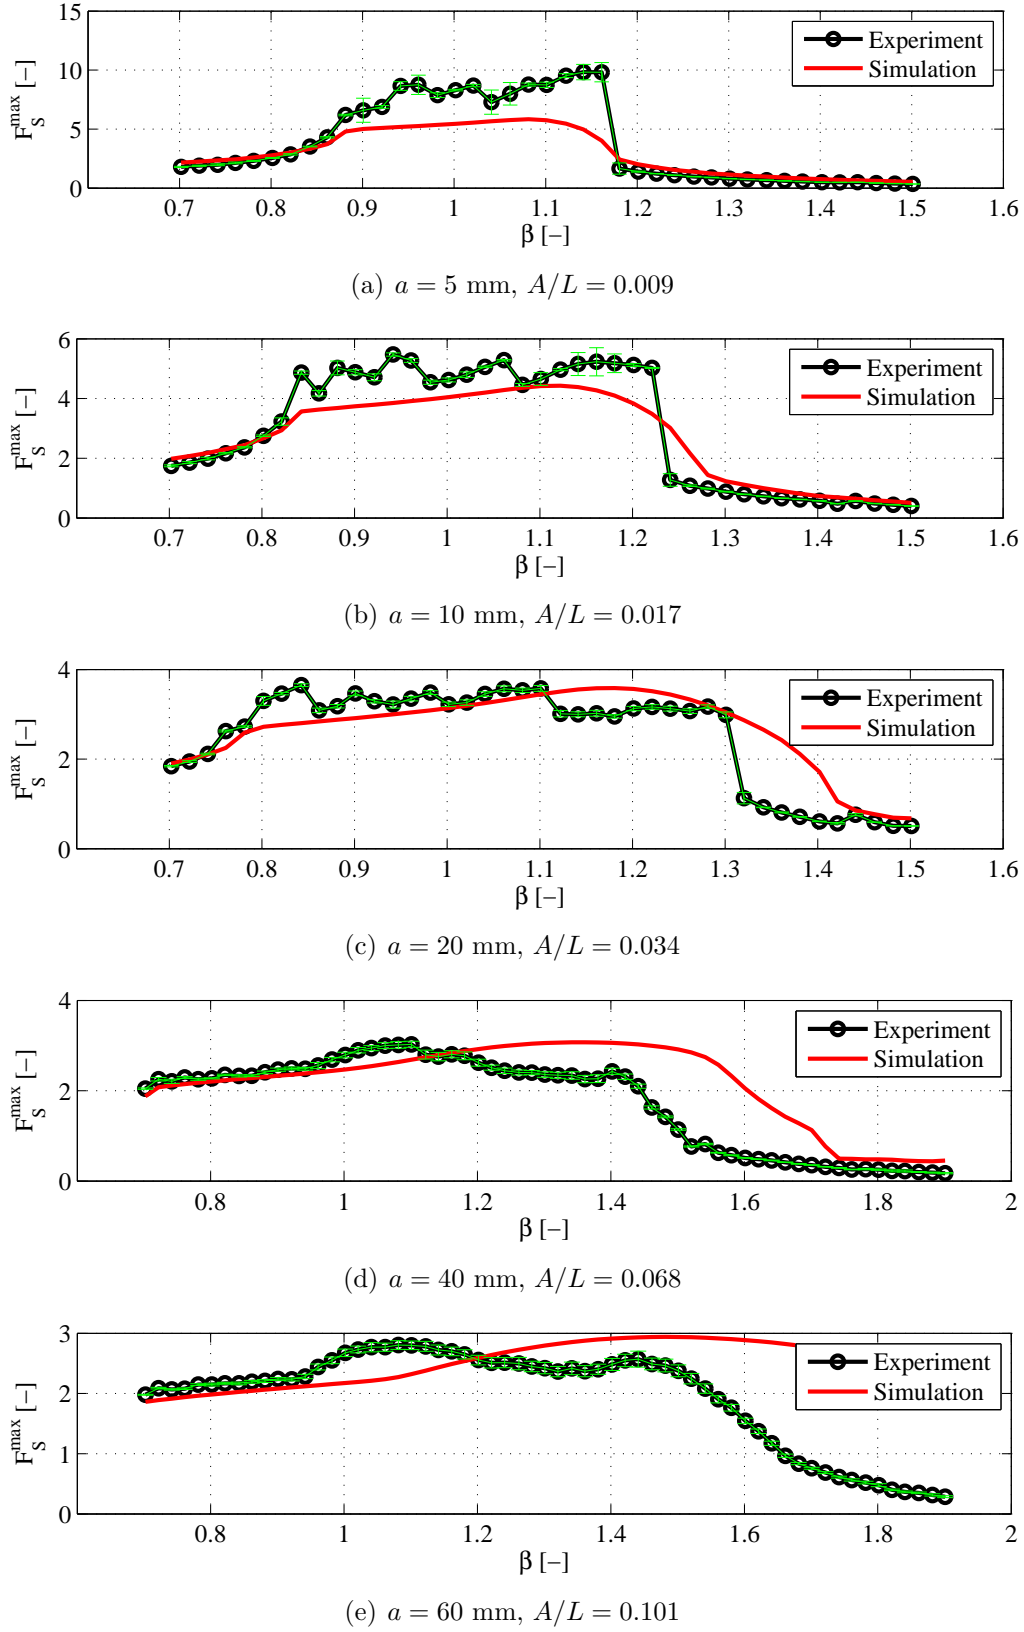 15
10
5
0
F_S^max [–]
Experiment
Simulation
0.7 0.8 0.9 1 1.1 1.2 1.3 1.4 1.5 1.6
β [–]
(a) a = 5 mm, A/L = 0.009
6
4
2
0
F_S^max [–]
Experiment
Simulation
0.7 0.8 0.9 1 1.1 1.2 1.3 1.4 1.5 1.6
β [–]
(b) a = 10 mm, A/L = 0.017
4
2
0
F_S^max [–]
Experiment
Simulation
0.7 0.8 0.9 1 1.1 1.2 1.3 1.4 1.5 1.6
β [–]
(c) a = 20 mm, A/L = 0.034
4
2
0
F_S^max [–]
Experiment
Simulation
0.8 1 1.2 1.4 1.6 1.8 2
β [–]
(d) a = 40 mm, A/L = 0.068
3
2
1
0
F_S^max [–]
Experiment
Simulation
0.8 1 1.2 1.4 1.6 1.8 2
β [–]
(e) a = 60 mm, A/L = 0.101